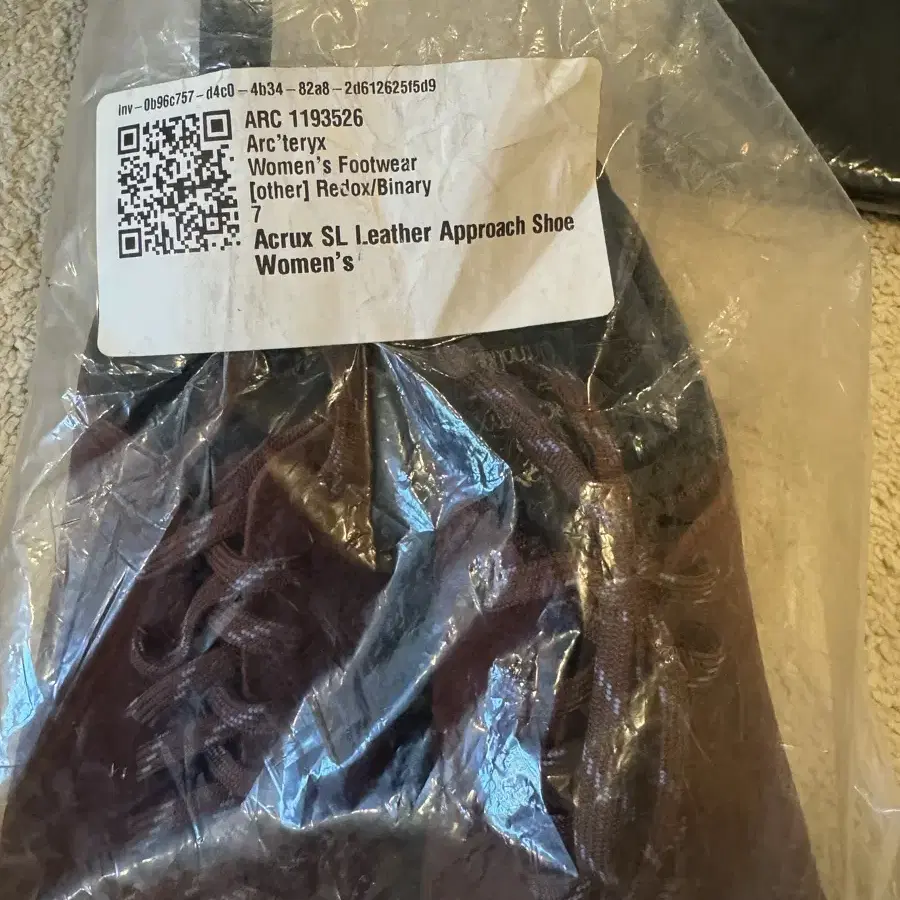 inv-0b96c757-d4c0-4b34-82a8-2d612625f5d9
ARC 1193526
Arc'teryx
Women's Footwear
[other] Redox/Binary
7
Acrux SL Leather Approach Shoe
Women's